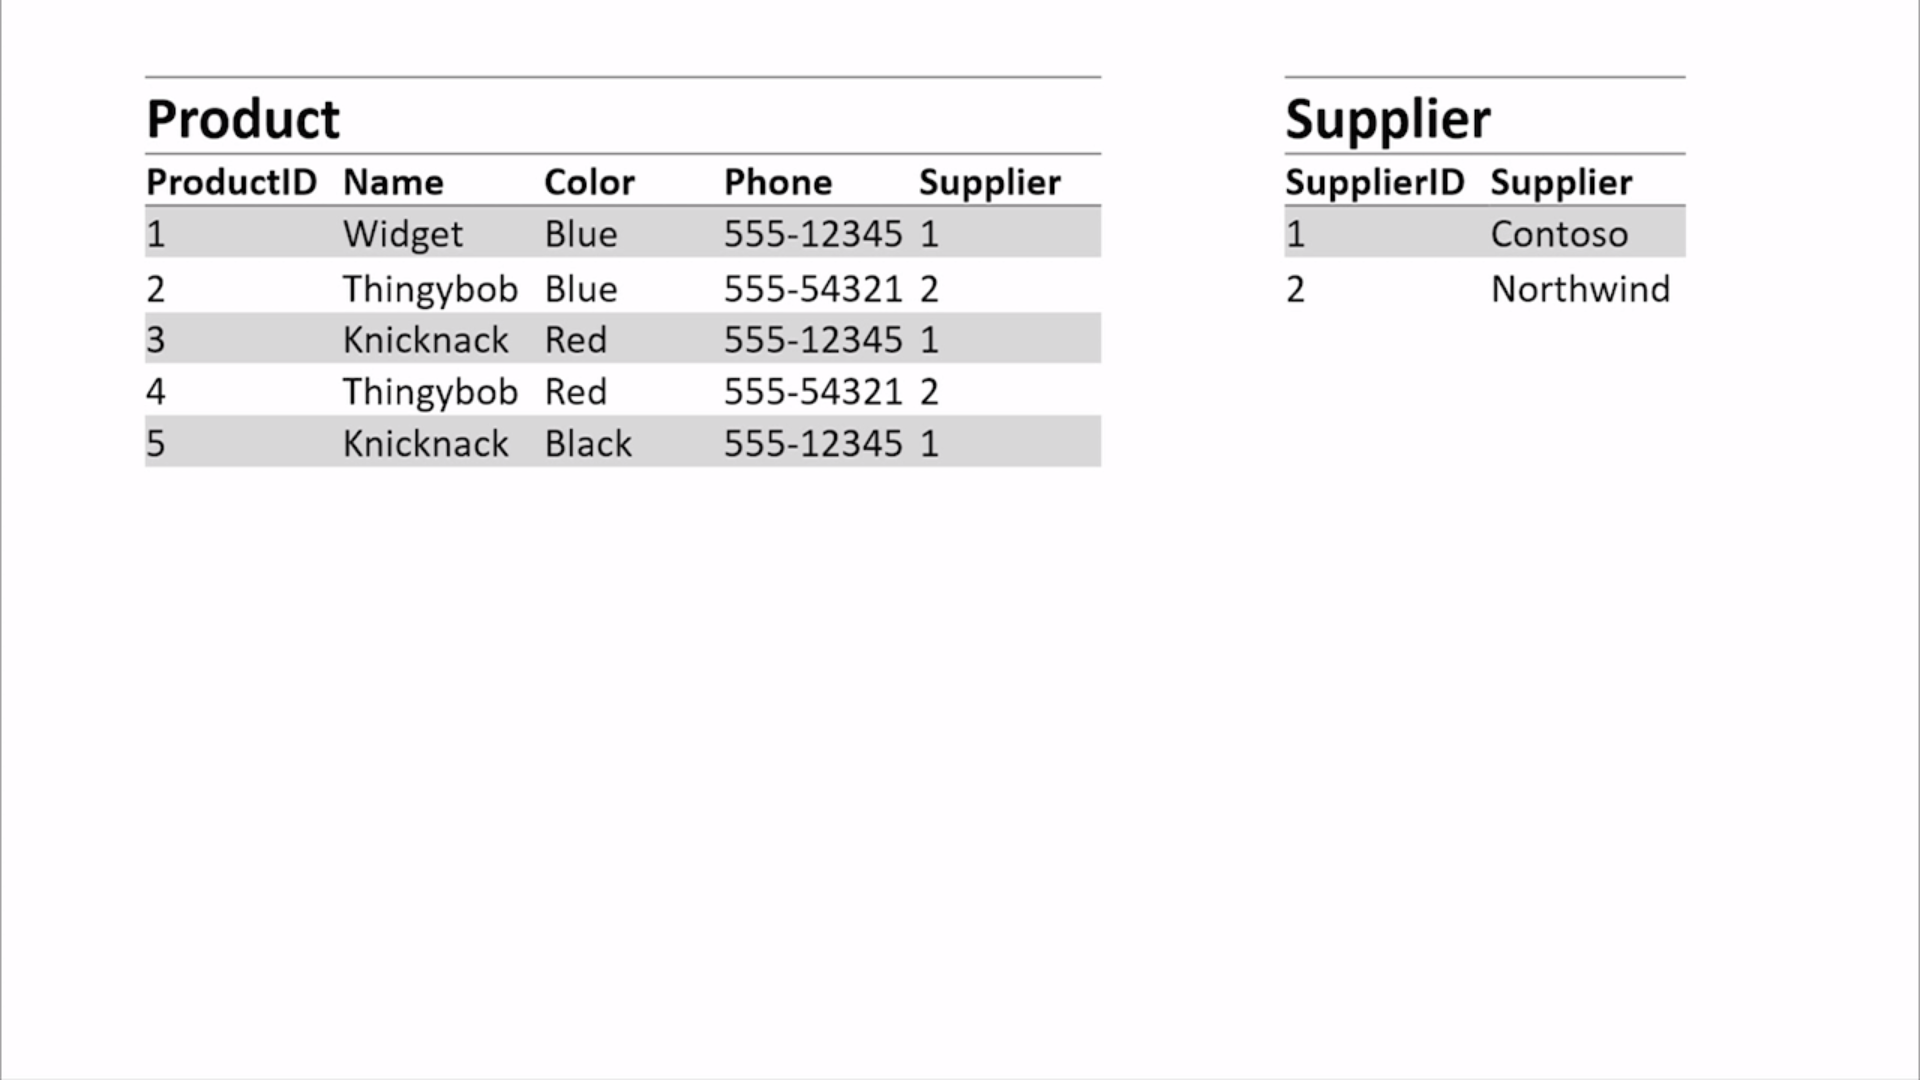 Product
ProductID Name Color Phone Supplier
1 Widget Blue 555-12345 1
2 Thingybob Blue 555-54321 2
3 Knicknack Red 555-12345 1
4 Thingybob Red 555-54321 2
5 Knicknack Black 555-12345 1
Supplier
SupplierID Supplier
1 Contoso
2 Northwind